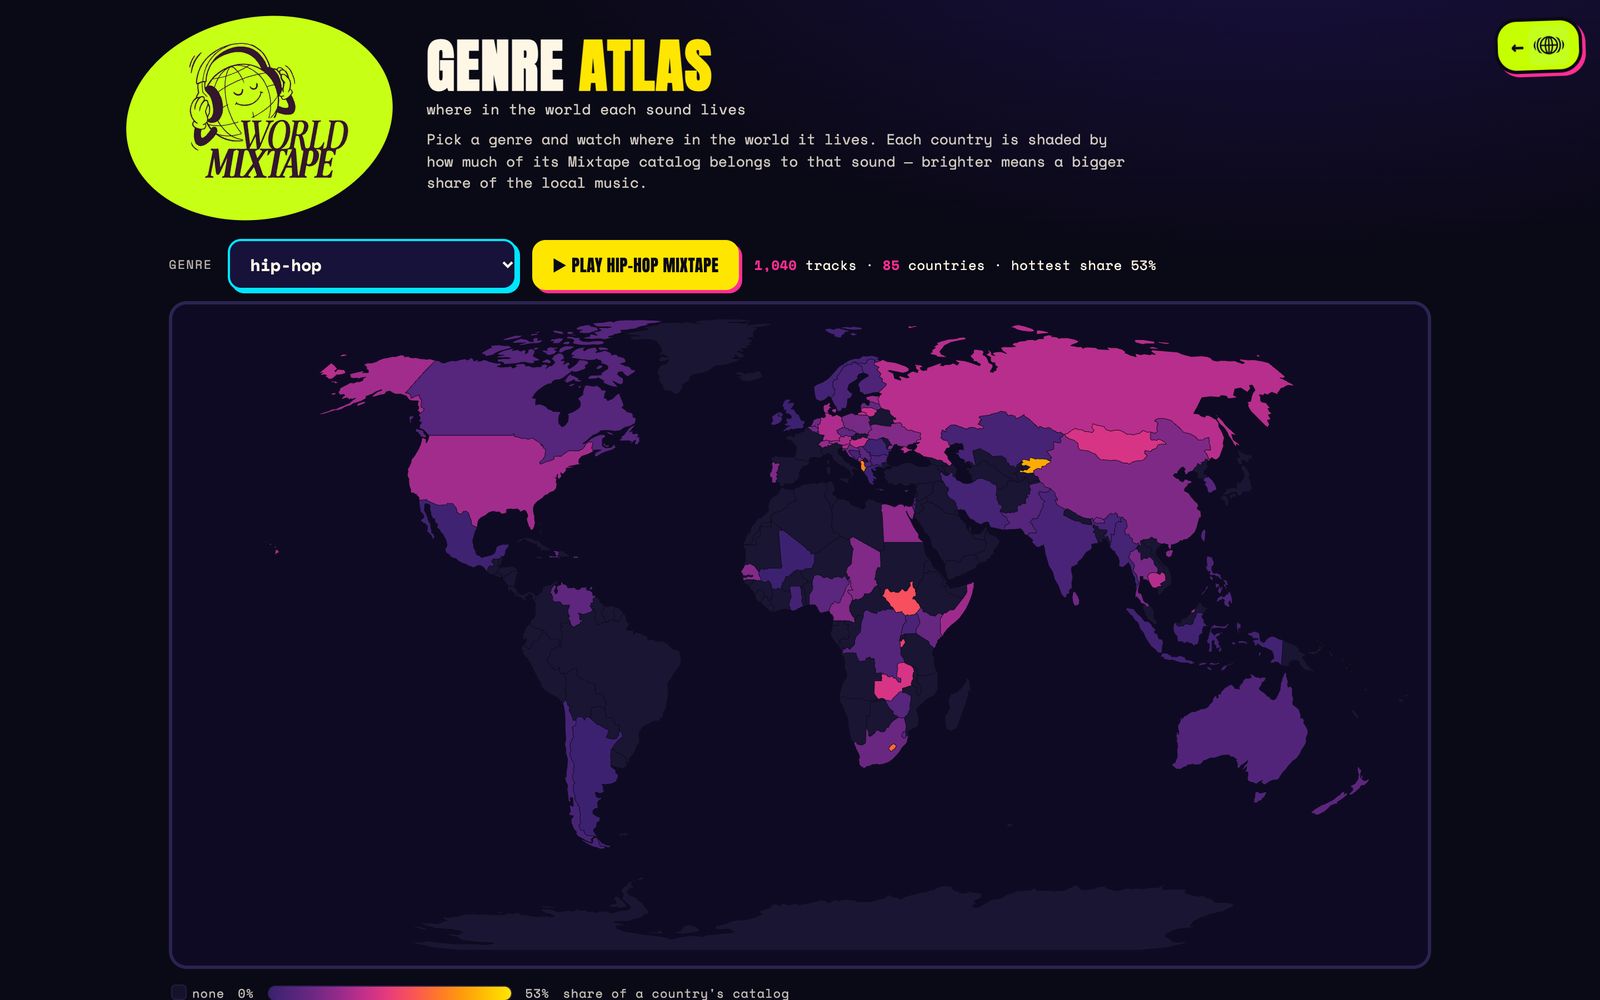 WORLD
MIXTAPE
GENRE ATLAS
where in the world each sound lives
Pick a genre and watch where in the world it lives. Each country is shaded by
how much of its Mixtape catalog belongs to that sound — brighter means a bigger
share of the local music.
←
GENRE
hip-hop
▶ PLAY HIP-HOP MIXTAPE
1,040 tracks · 85 countries · hottest share 53%
none 0% 53% share of a country's catalog